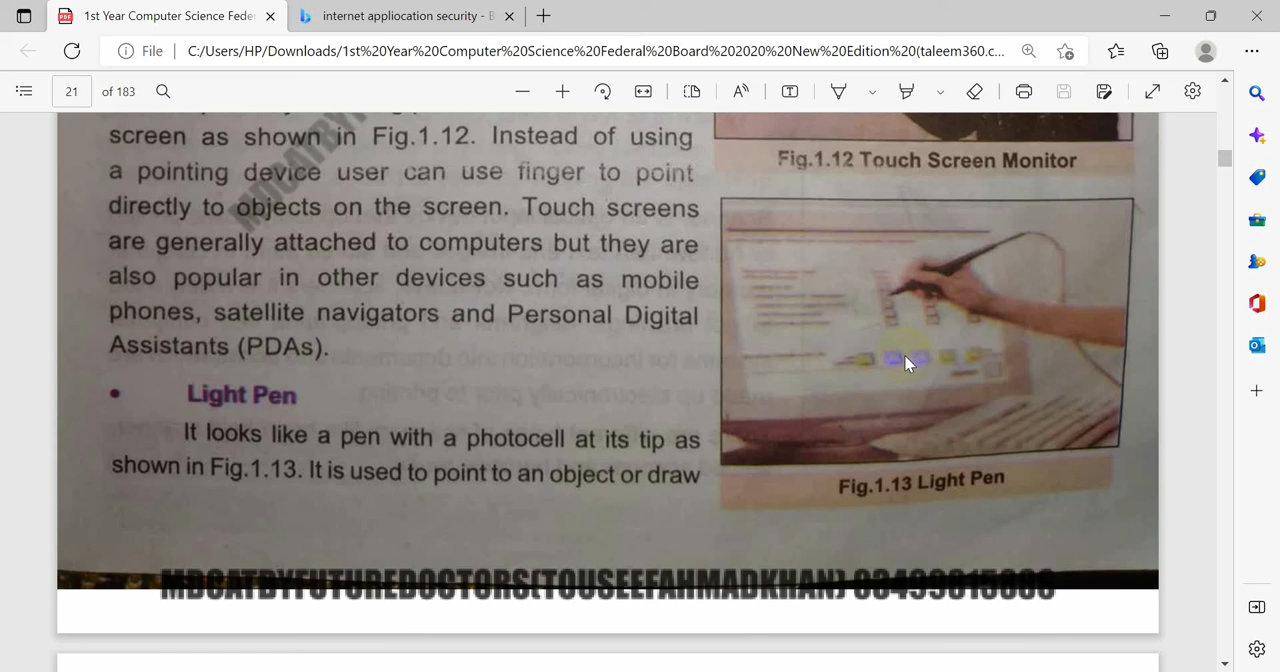 1st Year Computer Science Fede
internet appliocation security - B
File
C:/Users/HP/Downloads/1st%20Year%20Computer%20Science%20Federal%20Board%202020%20New%20Edition%20(taleem360.c...
21 of 183
screen as shown in Fig.1.12. Instead of using
a pointing device user can use finger to point
directly to objects on the screen. Touch screens
are generally attached to computers but they are
also popular in other devices such as mobile
phones, satellite navigators and Personal Digital
Assistants (PDAs).
• Light Pen
It looks like a pen with a photocell at its tip as
shown in Fig.1.13. It is used to point to an object or draw
Fig.1.12 Touch Screen Monitor
Fig.1.13 Light Pen
MDCATBYFUTUREDOCTORS(TOUSEEFAHMADKHAN)